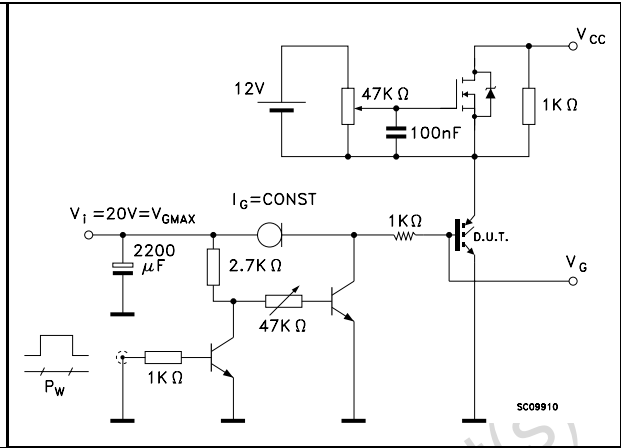 V CC
12V
47K Ω
1K Ω
100nF
I G =CONST
V i =20V=V GMAX
1K Ω
D.U.T.
2200
μF
2.7K Ω
V G
47K Ω
1K Ω
P W
SC09910